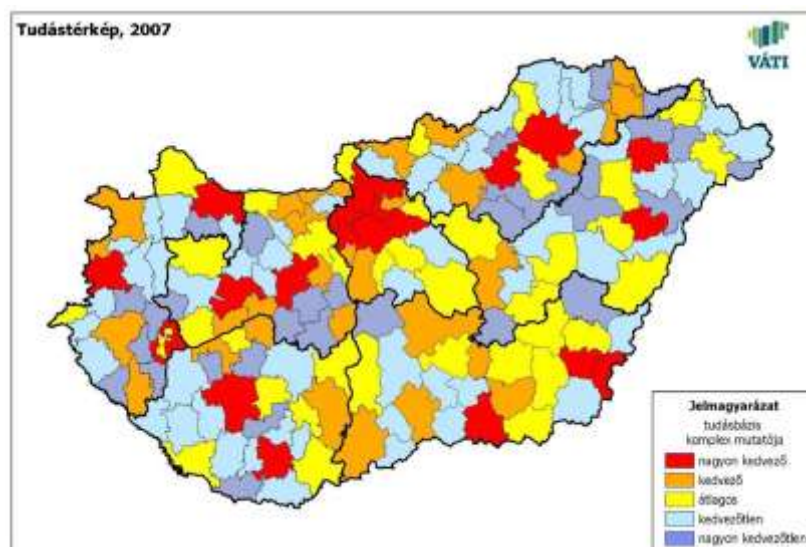 Tudástérkép, 2007
VÁTI
Jelmagyarázat
tudásbázis
komplex mutatója
nagyon kedvező
kedvező
átlagos
kedvezőtlen
nagyon kedvezőtlen